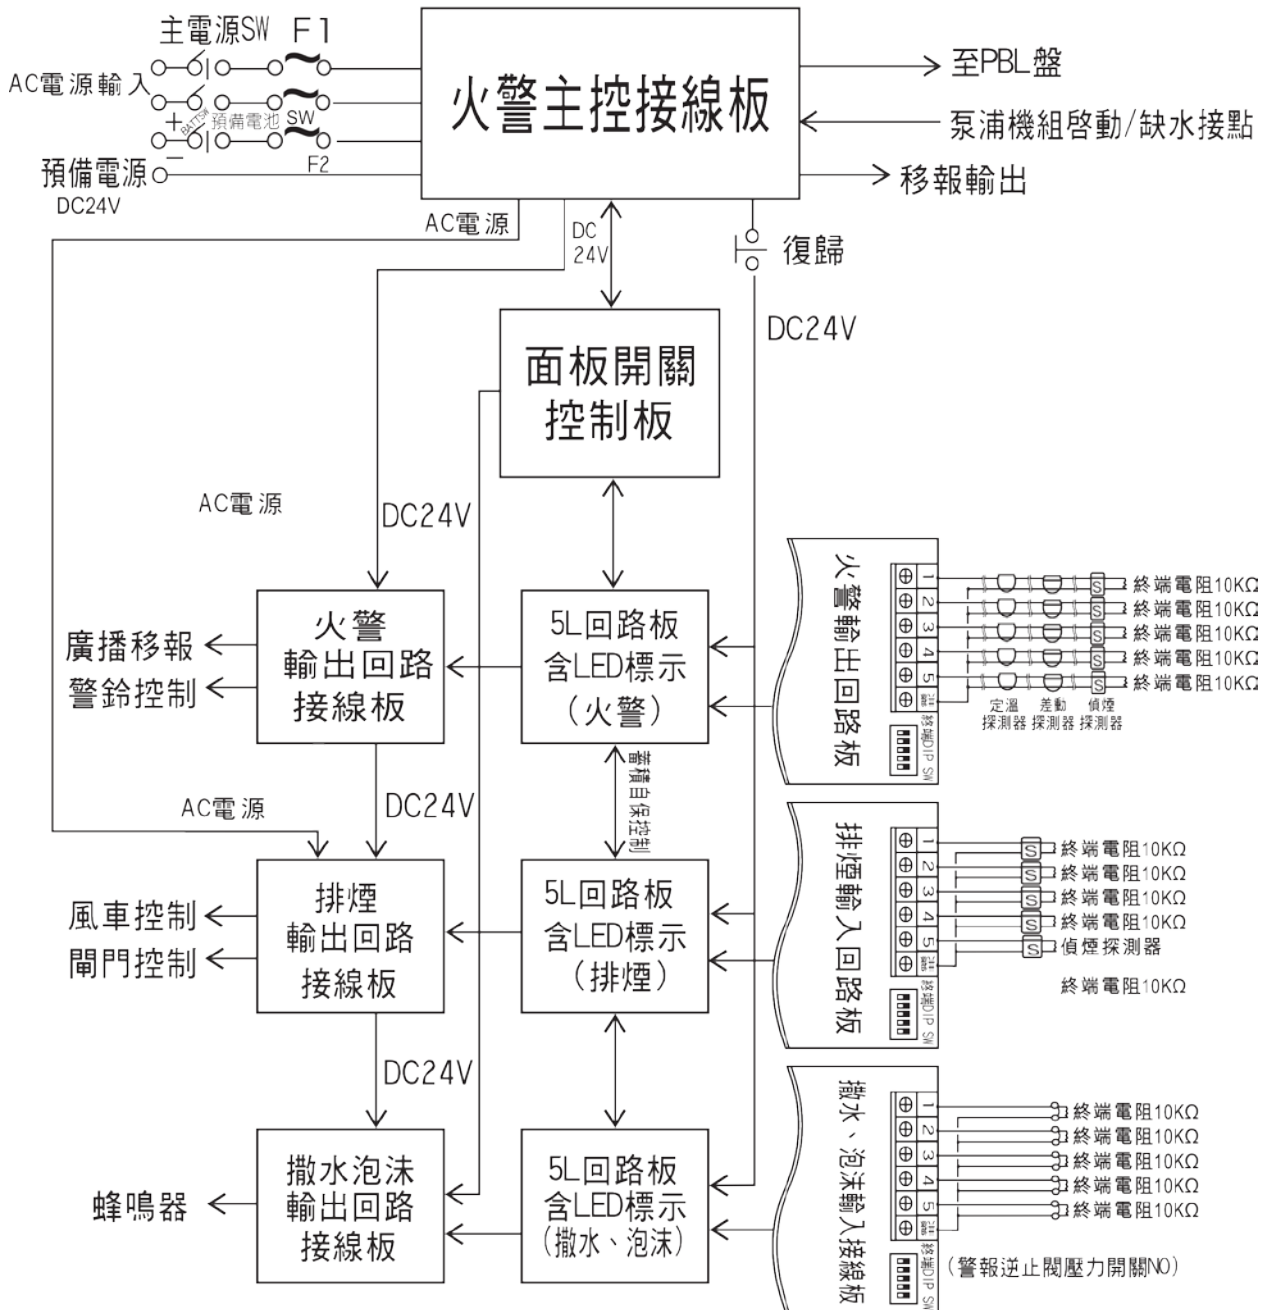 主電源SW F1
AC電源輸入
+ BATTSW 預備電池 SW
−
F2
預備電源
DC24V
火警主控接線板
至PBL盤
泵浦機組啓動/缺水接點
移報輸出
AC電源
DC
24V
復歸
DC24V
面板開關
控制板
AC電源
DC24V
火警
輸出回路
接線板
廣播移報
警鈴控制
5L回路板
含LED標示
(火警)
蓄積自保控制
火警輸出回路板
1
2
3
4
5
終端DIP SW
終端電阻10KΩ
終端電阻10KΩ
終端電阻10KΩ
終端電阻10KΩ
終端電阻10KΩ
定溫
探測器
差動
探測器
偵煙
探測器
S
S
S
S
S
AC電源
DC24V
排煙
輸出回路
接線板
風車控制
閘門控制
5L回路板
含LED標示
(排煙)
排煙輸入回路板
1
2
3
4
5
終端DIP SW
S 終端電阻10KΩ
S 終端電阻10KΩ
S 終端電阻10KΩ
S 終端電阻10KΩ
S 偵煙探測器
終端電阻10KΩ
DC24V
撒水泡沫
輸出回路
接線板
蜂鳴器
5L回路板
含LED標示
(撒水、泡沫)
撒水、泡沫輸入接線板
1
2
3
4
5
終端DIP SW
終端電阻10KΩ
終端電阻10KΩ
終端電阻10KΩ
終端電阻10KΩ
終端電阻10KΩ
(警報逆止閥壓力開關NO)